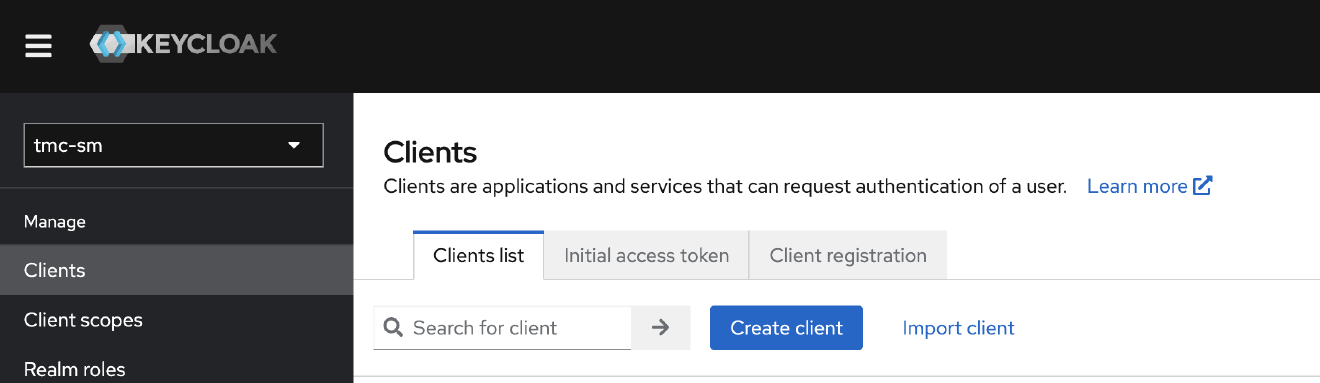 KEYCLOAK
tmc-sm
Manage
Clients
Client scopes
Realm roles
Clients
Clients are applications and services that can request authentication of a user. Learn more
Clients list Initial access token Client registration
Search for client Create client Import client